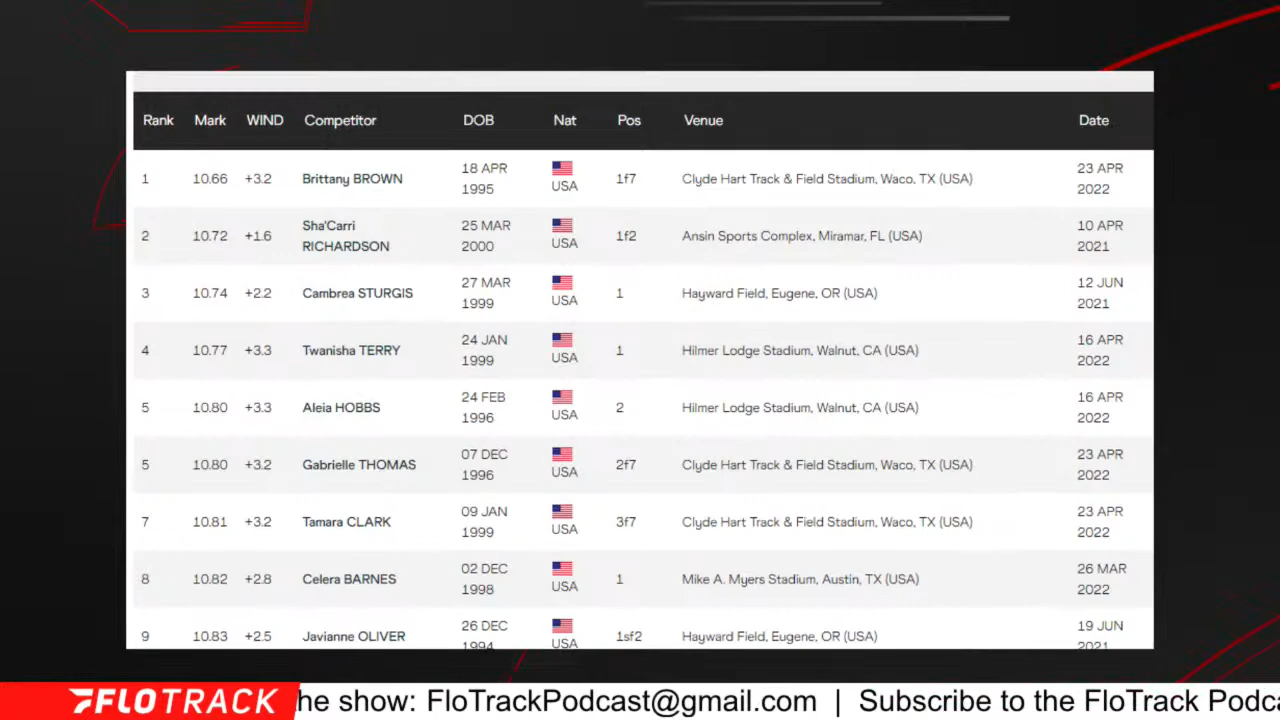 Rank Mark WIND Competitor DOB Nat Pos Venue Date
1 10.66 +3.2 Brittany BROWN 18 APR 1995 USA 1f7 Clyde Hart Track & Field Stadium, Waco, TX (USA) 23 APR 2022
2 10.72 +1.6 Sha'Carri RICHARDSON 25 MAR 2000 USA 1f2 Ansin Sports Complex, Miramar, FL (USA) 10 APR 2021
3 10.74 +2.2 Cambrea STURGIS 27 MAR 1999 USA 1 Hayward Field, Eugene, OR (USA) 12 JUN 2021
4 10.77 +3.3 Twanisha TERRY 24 JAN 1999 USA 1 Hilmer Lodge Stadium, Walnut, CA (USA) 16 APR 2022
5 10.80 +3.3 Aleia HOBBS 24 FEB 1996 USA 2 Hilmer Lodge Stadium, Walnut, CA (USA) 16 APR 2022
5 10.80 +3.2 Gabrielle THOMAS 07 DEC 1996 USA 2f7 Clyde Hart Track & Field Stadium, Waco, TX (USA) 23 APR 2022
7 10.81 +3.2 Tamara CLARK 09 JAN 1999 USA 3f7 Clyde Hart Track & Field Stadium, Waco, TX (USA) 23 APR 2022
8 10.82 +2.8 Celera BARNES 02 DEC 1998 USA 1 Mike A. Myers Stadium, Austin, TX (USA) 26 MAR 2022
9 10.83 +2.5 Javianne OLIVER 26 DEC 1994 USA 1sf2 Hayward Field, Eugene, OR (USA) 19 JUN 2021
FLOTRACK he show: FloTrackPodcast@gmail.com | Subscribe to the FloTrack Podca